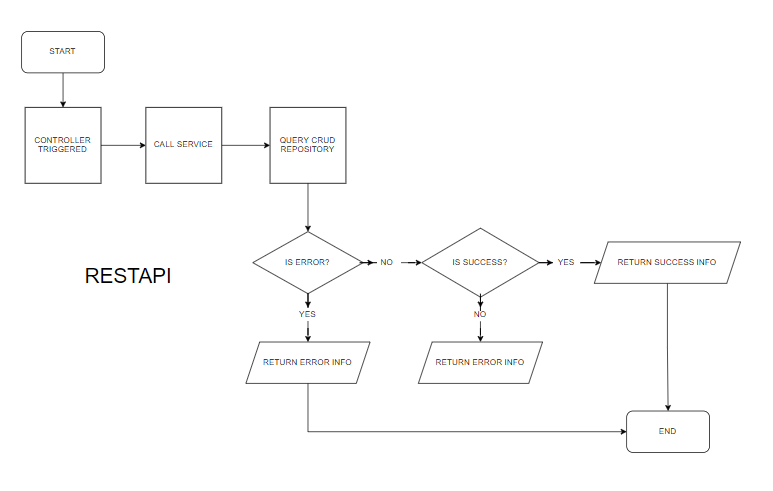 START
CONTROLLER
TRIGGERED
CALL SERVICE
QUERY CRUD
REPOSITORY
IS ERROR?
NO
IS SUCCESS?
YES
RETURN SUCCESS INFO
RESTAPI
YES
NO
RETURN ERROR INFO
RETURN ERROR INFO
END